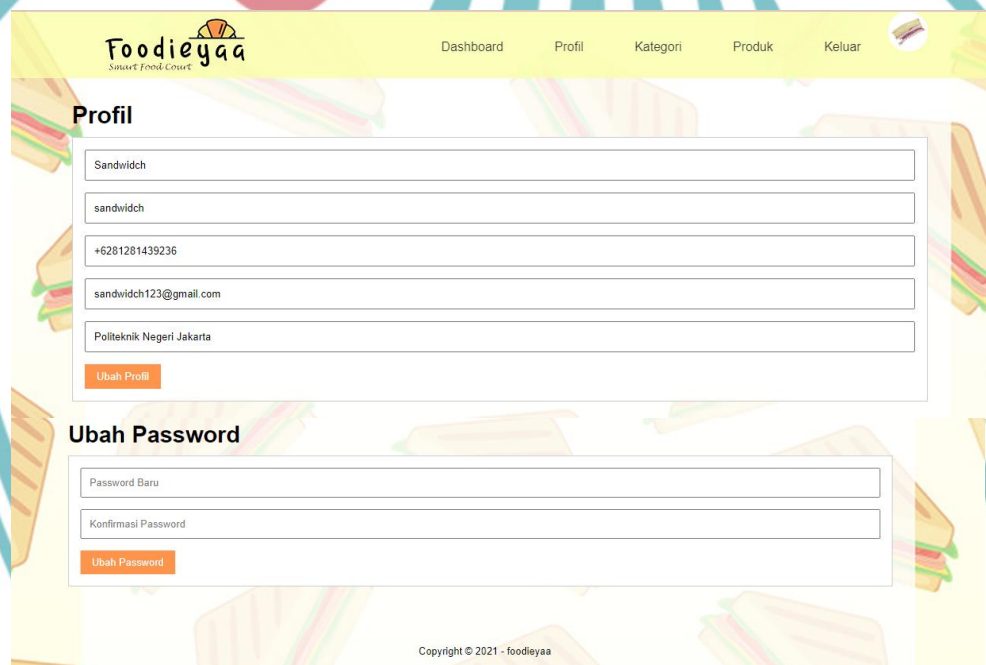 Foodieyaa
Smart Food Court
Dashboard Profil Kategori Produk Keluar
Profil
Sandwidch
sandwidch
+6281281439236
sandwidch123@gmail.com
Politeknik Negeri Jakarta
Ubah Profil
Ubah Password
Password Baru
Konfirmasi Password
Ubah Password
Copyright © 2021 - foodieyaa